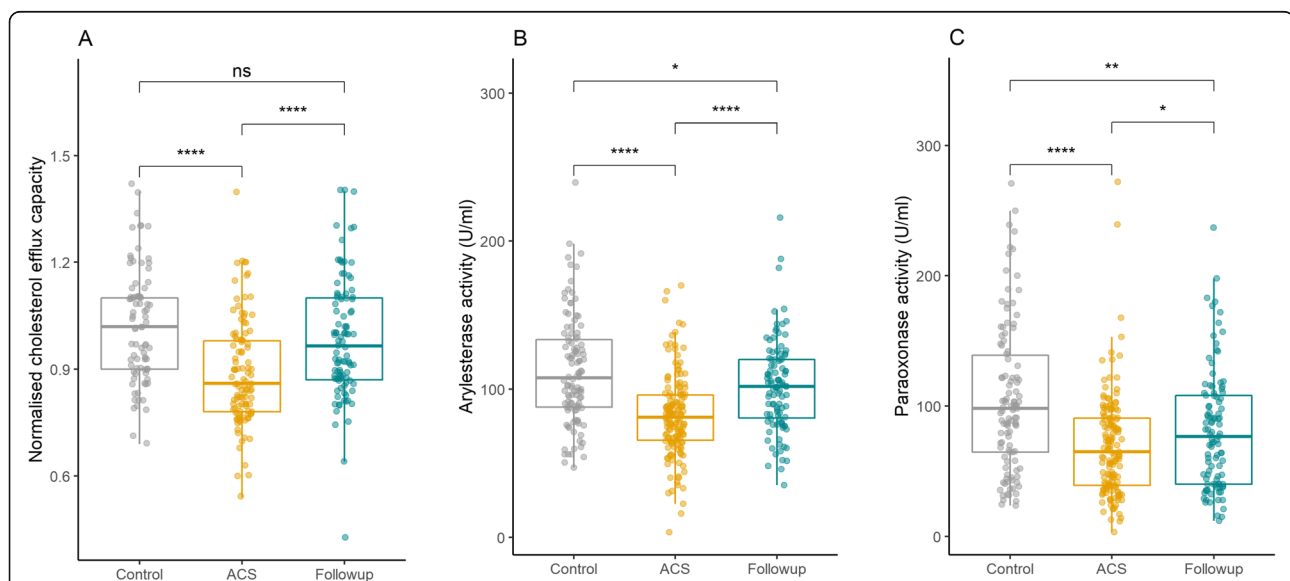 A
Normalised cholesterol efflux capacity
1.5
1.2
0.9
0.6
ns
****
****
Control ACS Followup
B
Arylesterase activity (U/ml)
300
200
100
0
*
****
****
Control ACS Followup
C
Paraoxonase activity (U/ml)
300
200
100
0
**
*
****
Control ACS Followup